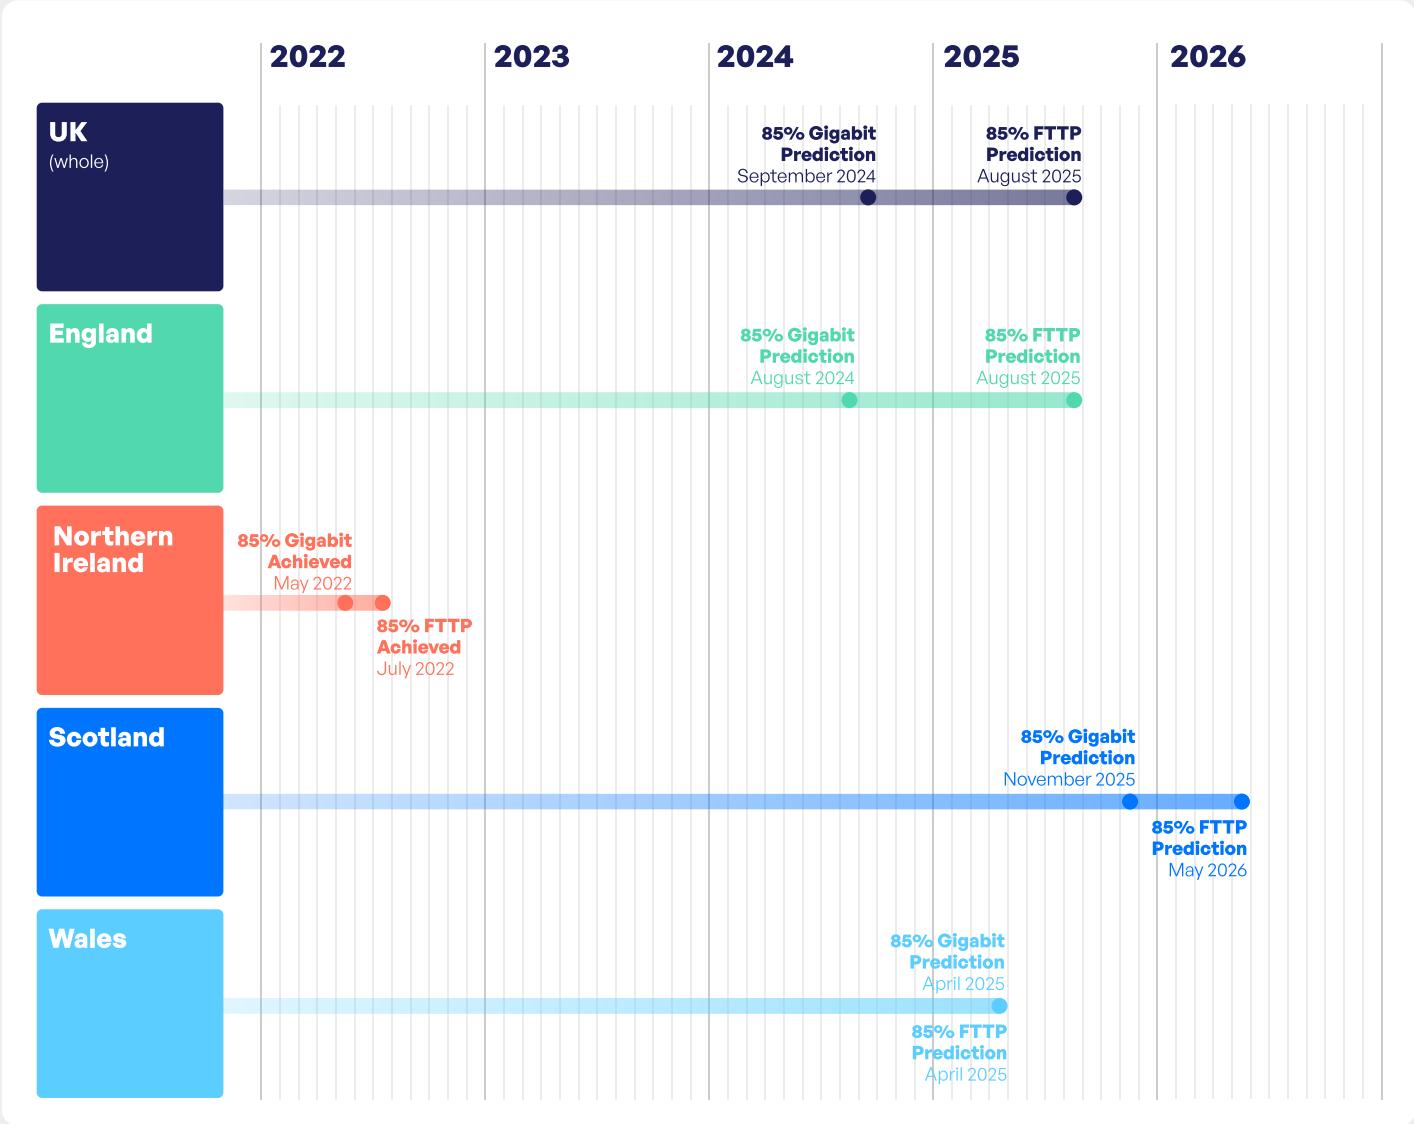 2022
2023
2024
2025
2026
UK
(whole)
85% Gigabit
Prediction
September 2024
85% FTTP
Prediction
August 2025
England
85% Gigabit
Prediction
August 2024
85% FTTP
Prediction
August 2025
Northern
Ireland
85% Gigabit
Achieved
May 2022
85% FTTP
Achieved
July 2022
Scotland
85% Gigabit
Prediction
November 2025
85% FTTP
Prediction
May 2026
Wales
85% Gigabit
Prediction
April 2025
85% FTTP
Prediction
April 2025